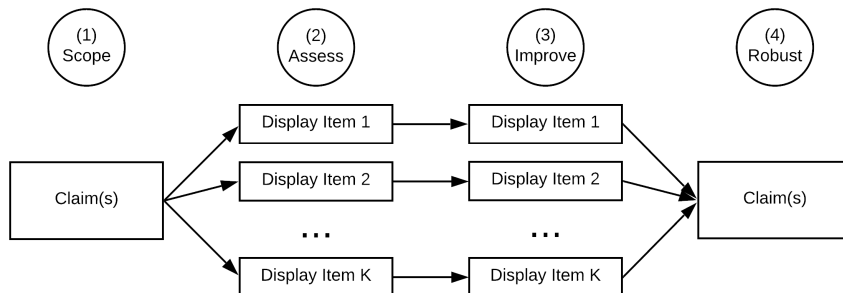 (1)
Scope
(2)
Assess
(3)
Improve
(4)
Robust
Display Item 1
Display Item 1
Display Item 2
Display Item 2
Claim(s)
Claim(s)
...
...
Display Item K
Display Item K